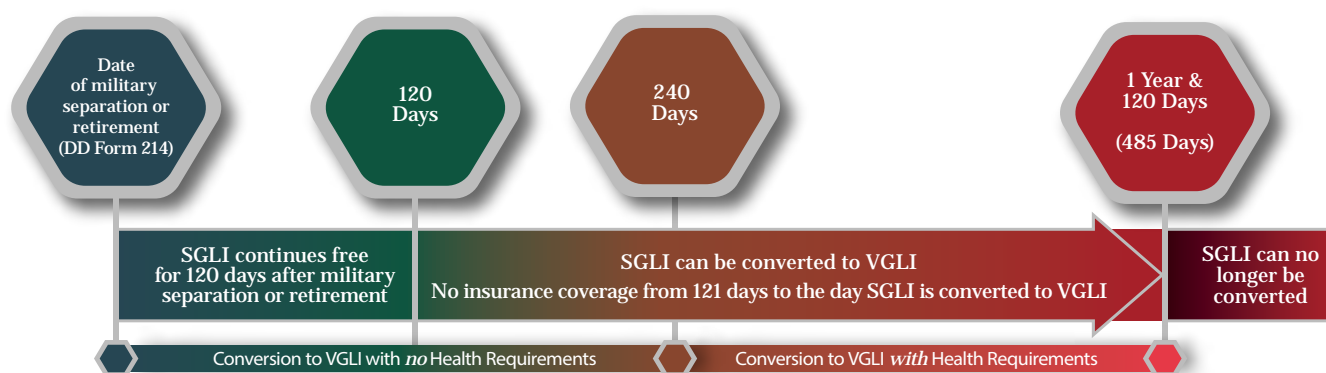 Date
of military
separation or
retirement
(DD Form 214)
120
Days
240
Days
1 Year &
120 Days
(485 Days)
SGLI continues free
for 120 days after military
separation or retirement
SGLI can be converted to VGLI
No insurance coverage from 121 days to the day SGLI is converted to VGLI
SGLI can no
longer be
converted
Conversion to VGLI with no Health Requirements
Conversion to VGLI with Health Requirements